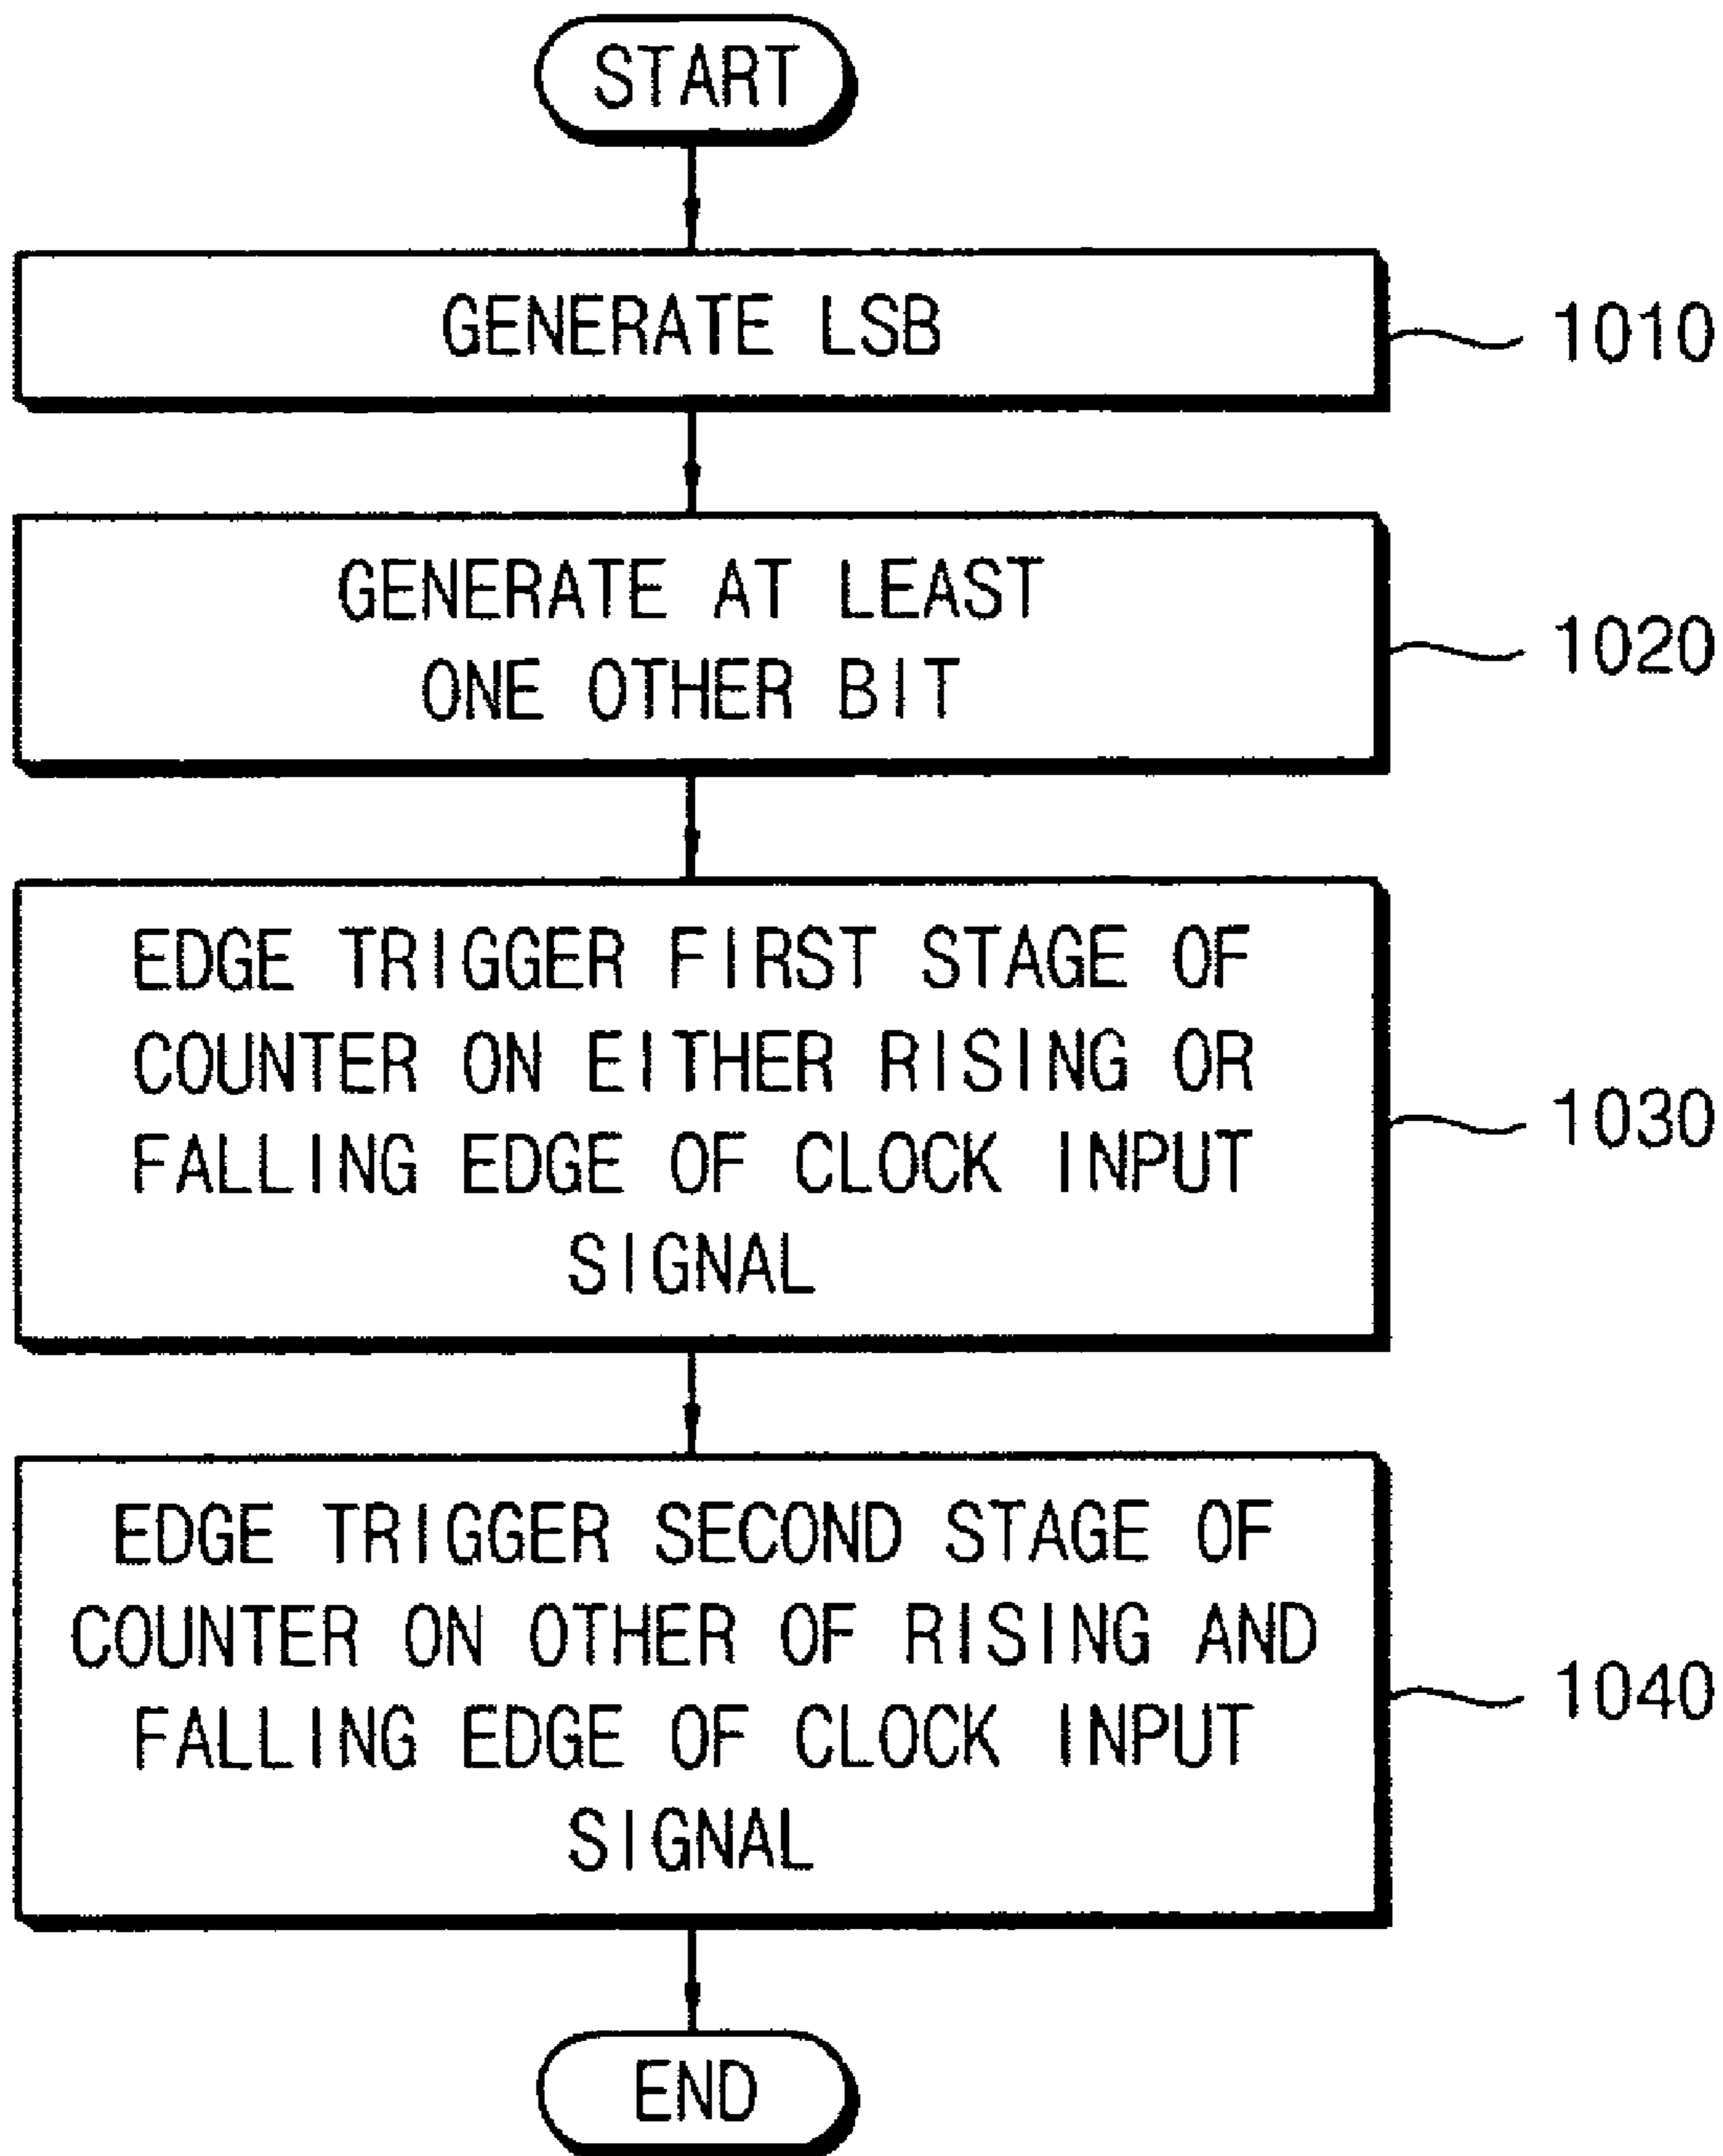 START
GENERATE LSB
1010
GENERATE AT LEAST
ONE OTHER BIT
1020
EDGE TRIGGER FIRST STAGE OF
COUNTER ON EITHER RISING OR
FALLING EDGE OF CLOCK INPUT
SIGNAL
1030
EDGE TRIGGER SECOND STAGE OF
COUNTER ON OTHER OF RISING AND
FALLING EDGE OF CLOCK INPUT
SIGNAL
1040
END